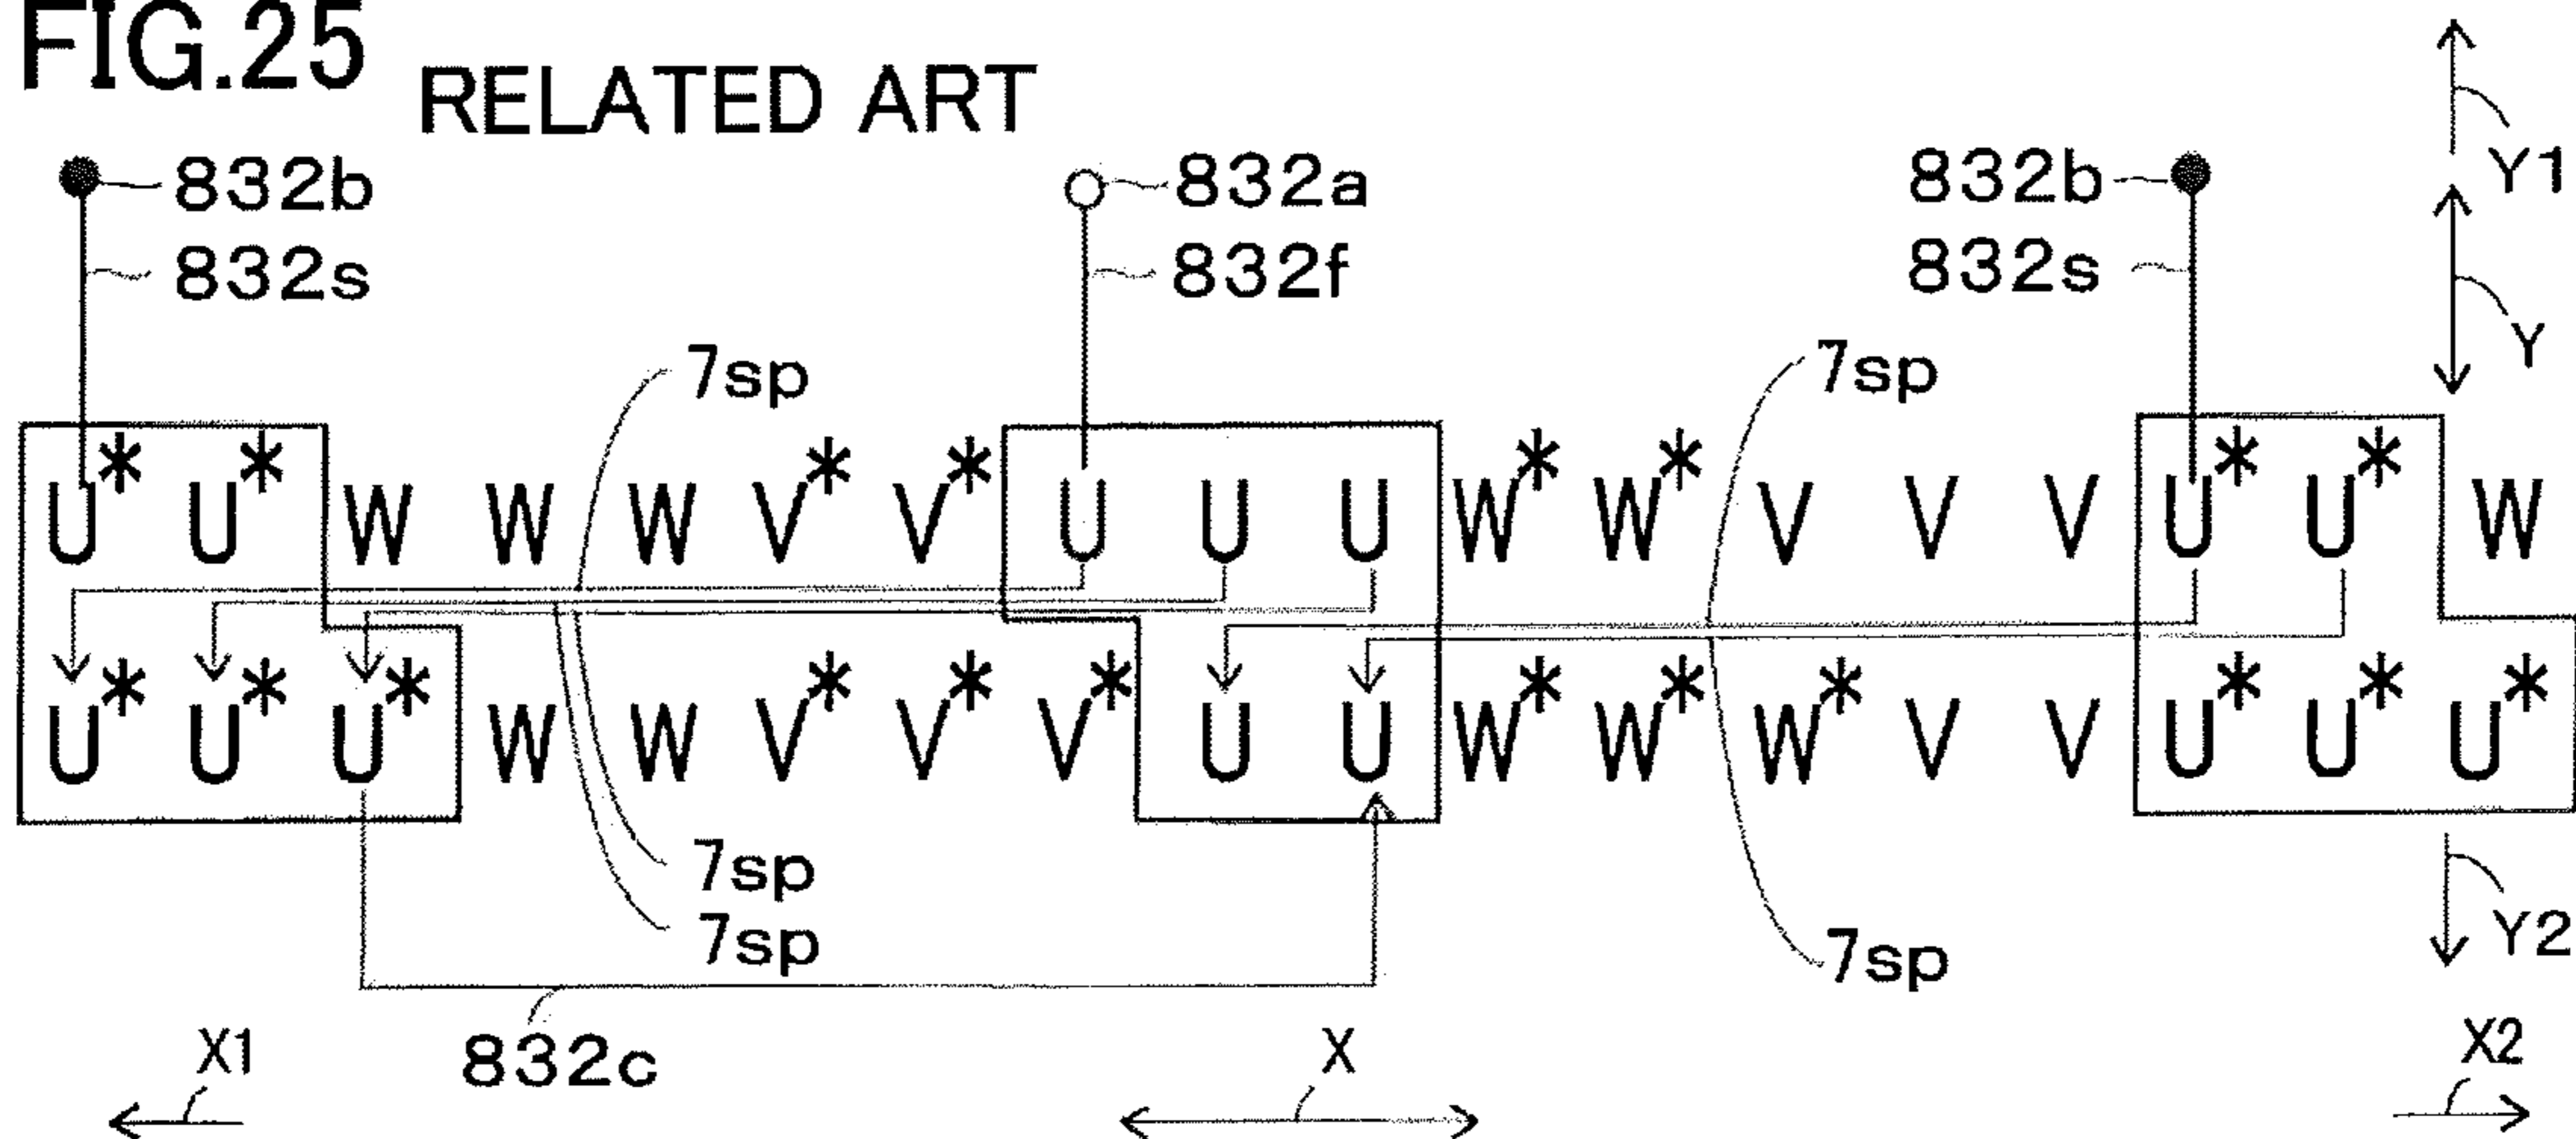 FIG.25
RELATED ART
Y1
832b 832a 832b
832s 832f 832s
Y
7sp 7sp
U* U* W W W V* V* U U U W* W* V V V U* U* W
U* U* U* W W V* V* V* U U W* W* W* V V U* U* U*
7sp
7sp 7sp
Y2
832c
X1 X X2